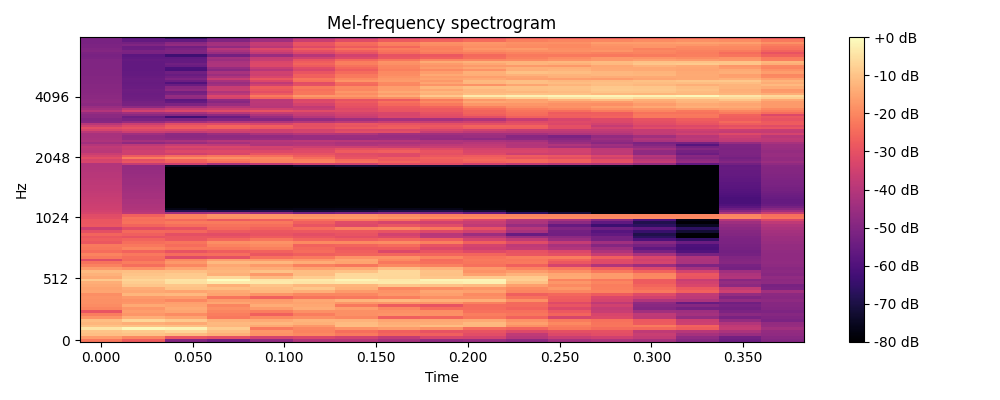 Mel-frequency spectrogram
Hz
4096
2048
1024
512
0
0.000 0.050 0.100 0.150 0.200 0.250 0.300 0.350
Time
+0 dB
-10 dB
-20 dB
-30 dB
-40 dB
-50 dB
-60 dB
-70 dB
-80 dB